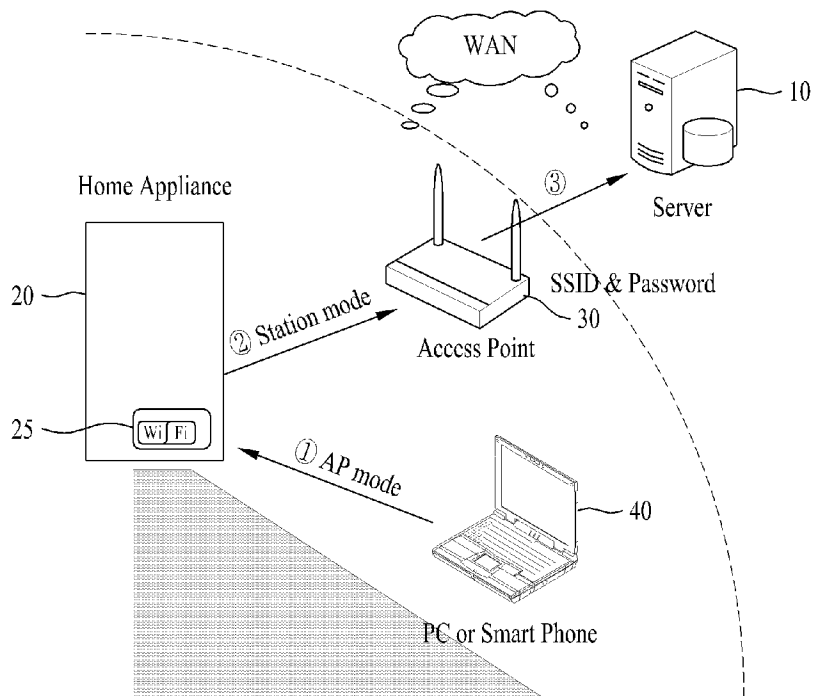 WAN
10
Home Appliance
③
Server
20
SSID & Password
② Station mode
30
Access Point
25
Wi Fi
① AP mode
40
PC or Smart Phone